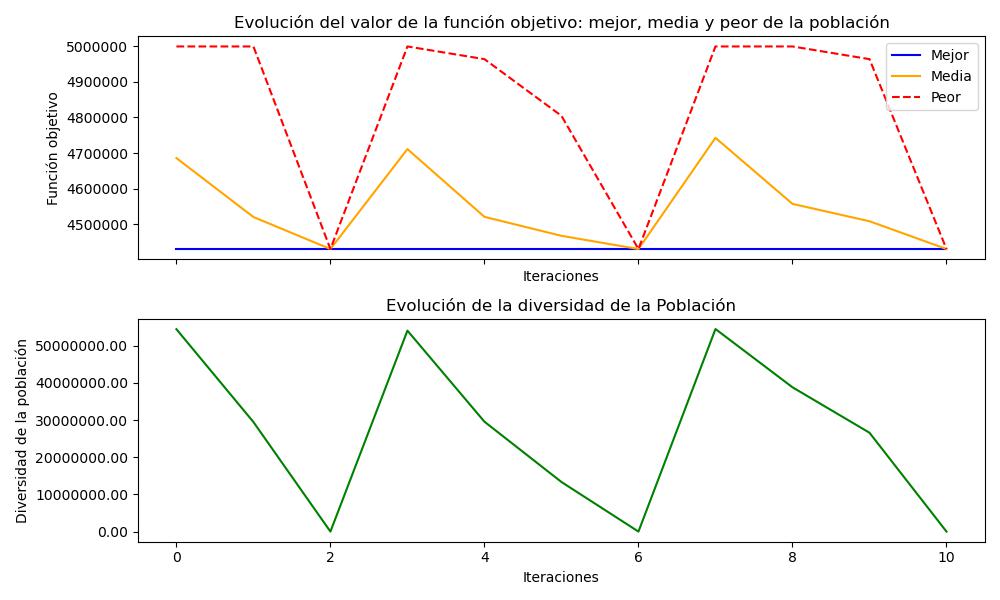 Evolución del valor de la función objetivo: mejor, media y peor de la población
5000000
4900000
4800000
4700000
4600000
4500000
Función objetivo
Mejor
Media
Peor
Iteraciones
Evolución de la diversidad de la Población
50000000.00
40000000.00
30000000.00
20000000.00
10000000.00
0.00
Diversidad de la población
0 2 4 6 8 10
Iteraciones